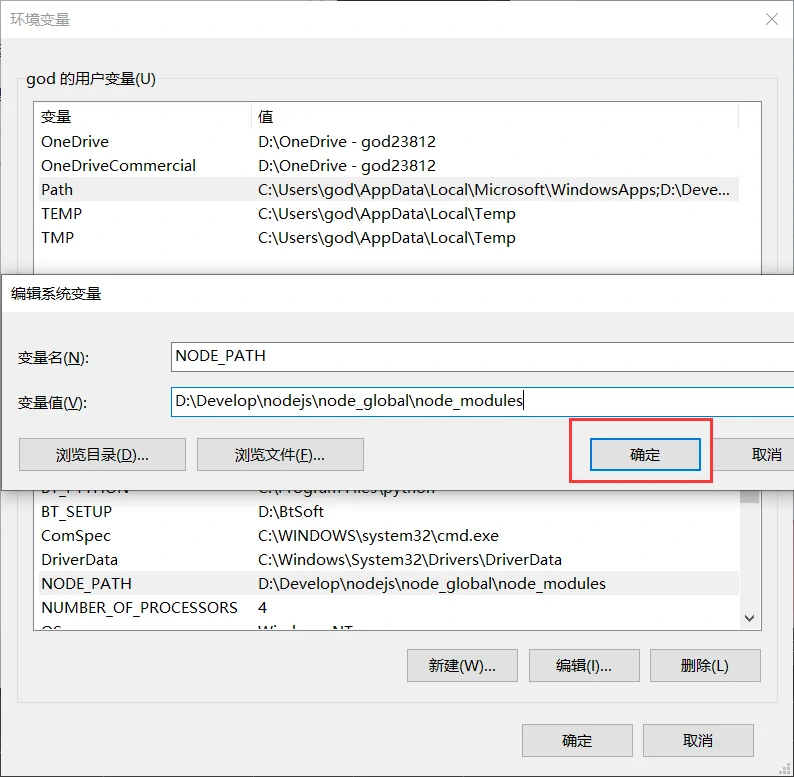 环境变量
god 的用户变量(U)
变量 值
OneDrive D:\OneDrive - god23812
OneDriveCommercial D:\OneDrive - god23812
Path C:\Users\god\AppData\Local\Microsoft\WindowsApps;D:\Deve...
TEMP C:\Users\god\AppData\Local\Temp
TMP C:\Users\god\AppData\Local\Temp
编辑系统变量
变量名(N): NODE_PATH
变量值(V): D:\Develop\nodejs\node_global\node_modules
浏览目录(D)... 浏览文件(F)... 确定 取消
BT_SETUP D:\BtSoft
ComSpec C:\WINDOWS\system32\cmd.exe
DriverData C:\Windows\System32\Drivers\DriverData
NODE_PATH D:\Develop\nodejs\node_global\node_modules
NUMBER_OF_PROCESSORS 4
新建(W)... 编辑(I)... 删除(L)
确定 取消